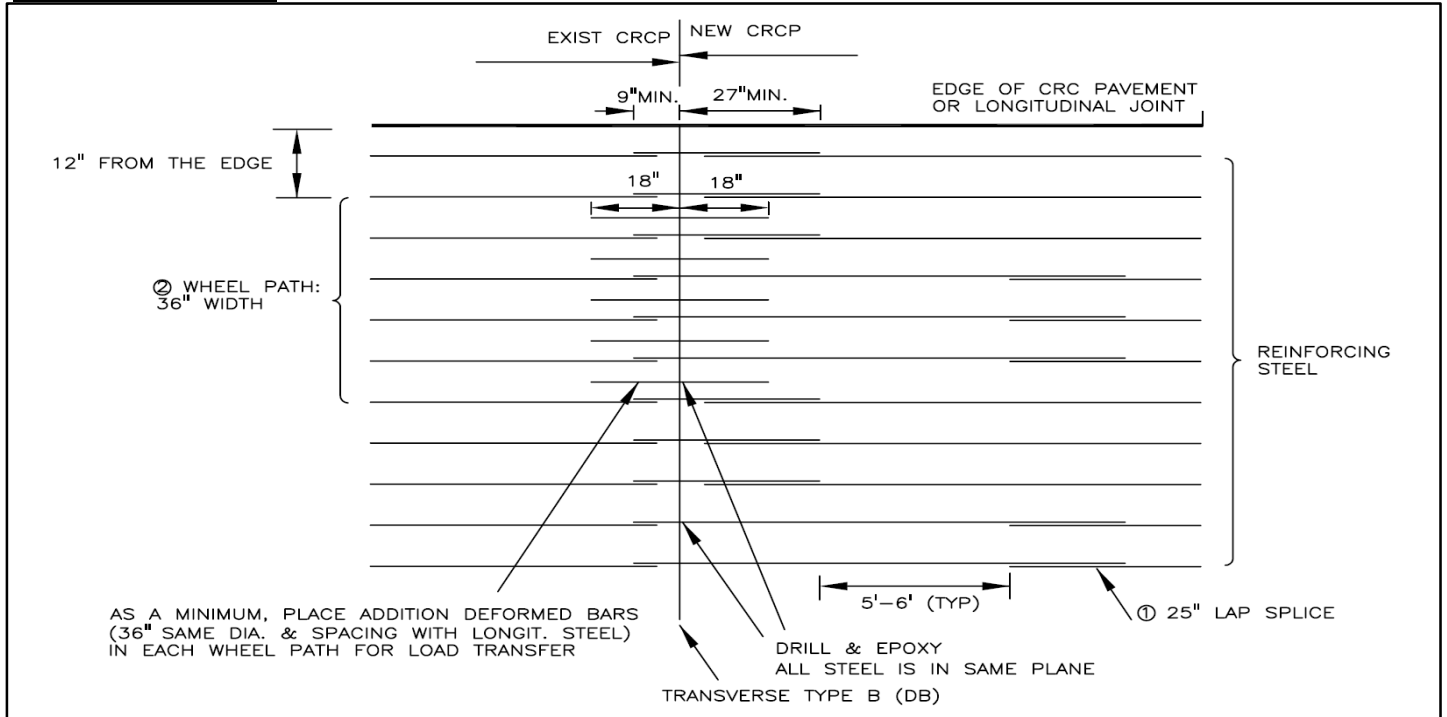 EXIST CRCP
NEW CRCP
9"MIN.
27"MIN.
EDGE OF CRC PAVEMENT
OR LONGITUDINAL JOINT
12" FROM THE EDGE
18"
18"
② WHEEL PATH:
36" WIDTH
REINFORCING
STEEL
5'-6' (TYP)
① 25" LAP SPLICE
AS A MINIMUM, PLACE ADDITION DEFORMED BARS
(36" SAME DIA. & SPACING WITH LONGIT. STEEL)
IN EACH WHEEL PATH FOR LOAD TRANSFER
DRILL & EPOXY
ALL STEEL IS IN SAME PLANE
TRANSVERSE TYPE B (DB)